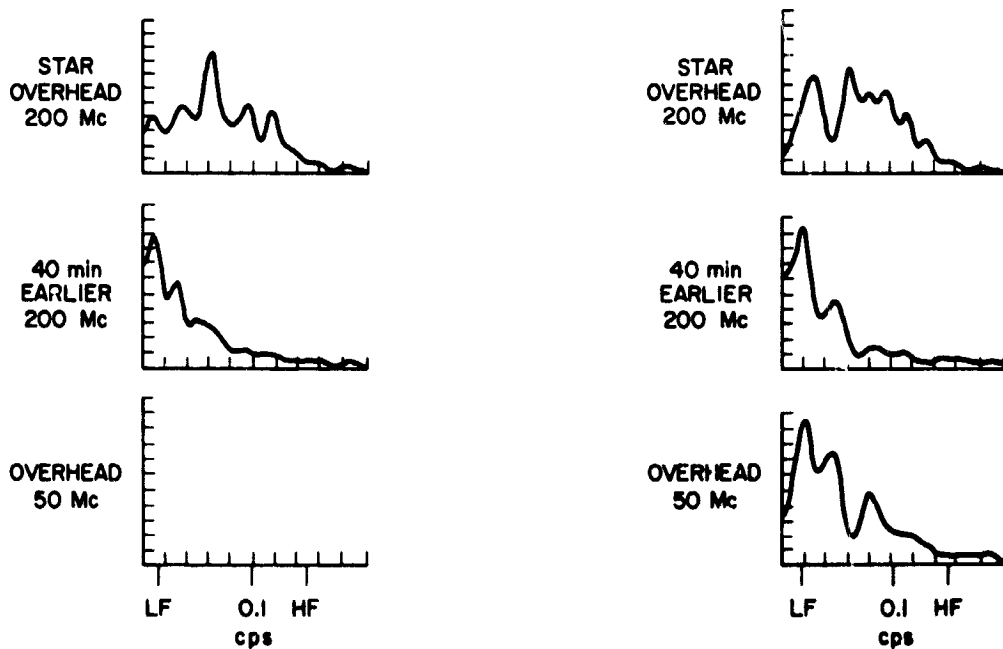 STAR
OVERHEAD
200 Mc
40 min
EARLIER
200 Mc
OVERHEAD
50 Mc
LF 0.1 HF
cps
STAR
OVERHEAD
200 Mc
40 min
EARLIER
200 Mc
OVERHEAD
50 Mc
LF 0.1 HF
cps